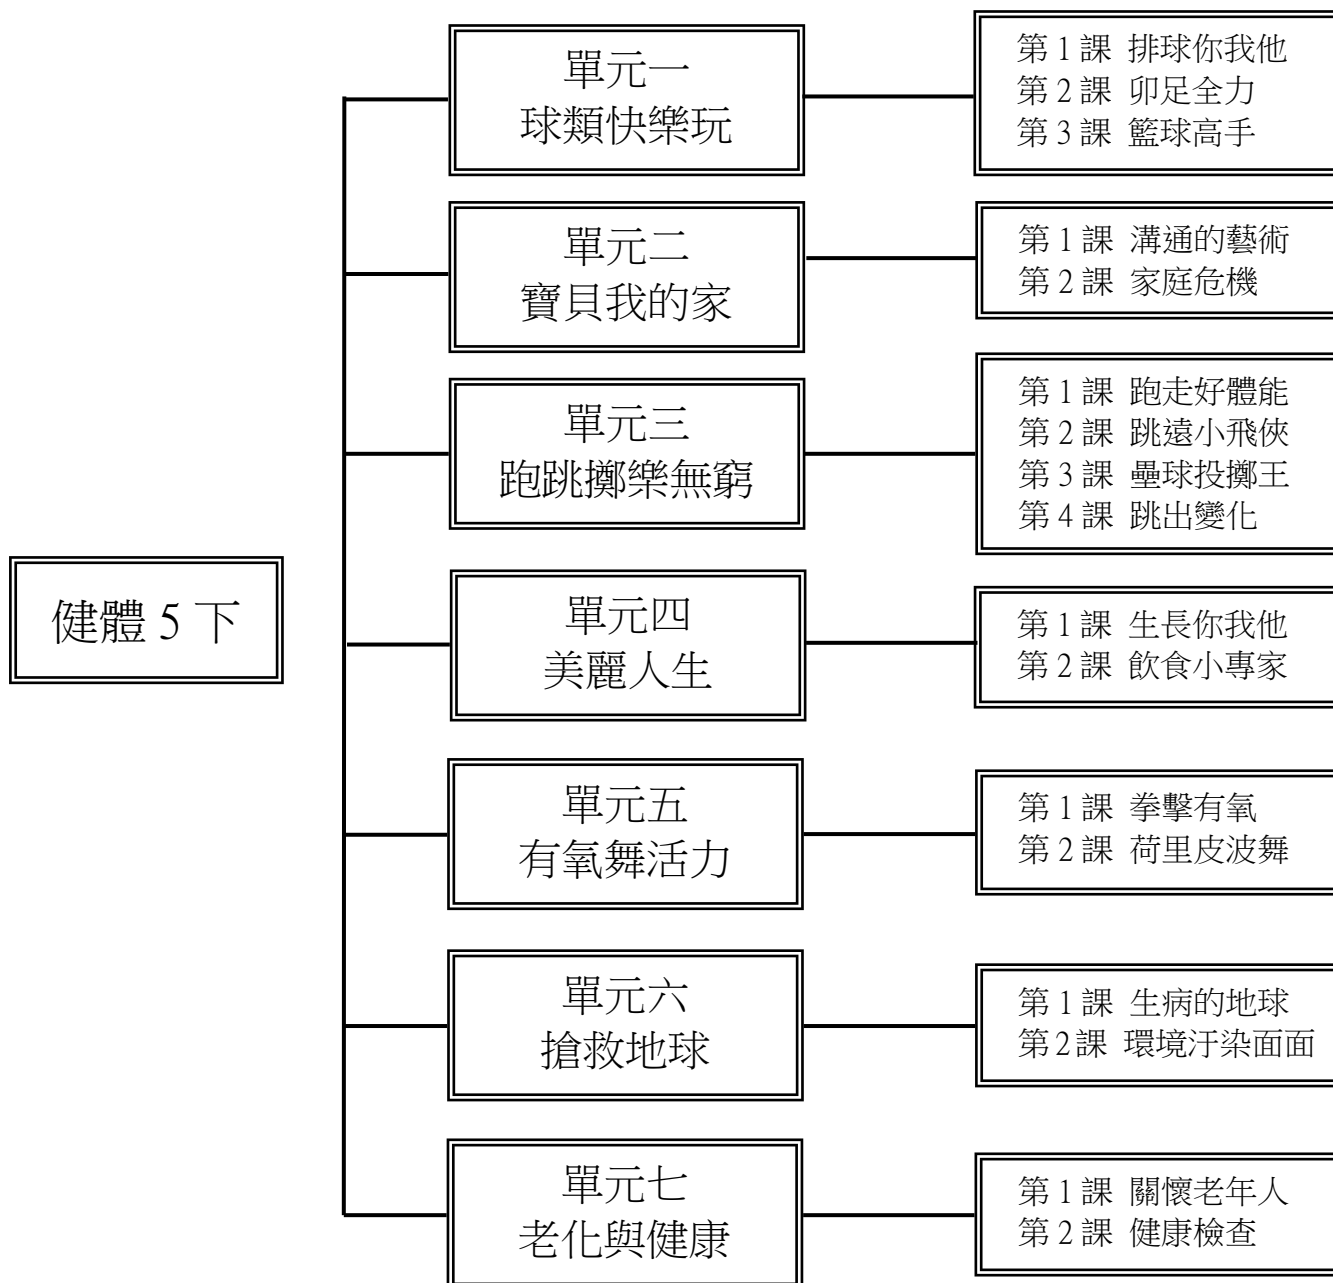 健體 5 下
單元一
球類快樂玩
第 1 課 排球你我他
第 2 課 卯足全力
第 3 課 籃球高手
單元二
寶貝我的家
第 1 課 溝通的藝術
第 2 課 家庭危機
單元三
跑跳擲樂無窮
第 1 課 跑走好體能
第 2 課 跳遠小飛俠
第 3 課 壘球投擲王
第 4 課 跳出變化
單元四
美麗人生
第 1 課 生長你我他
第 2 課 飲食小專家
單元五
有氧舞活力
第 1 課 拳擊有氧
第 2 課 荷里皮波舞
單元六
搶救地球
第 1 課 生病的地球
第 2 課 環境汙染面面
單元七
老化與健康
第 1 課 關懷老年人
第 2 課 健康檢查